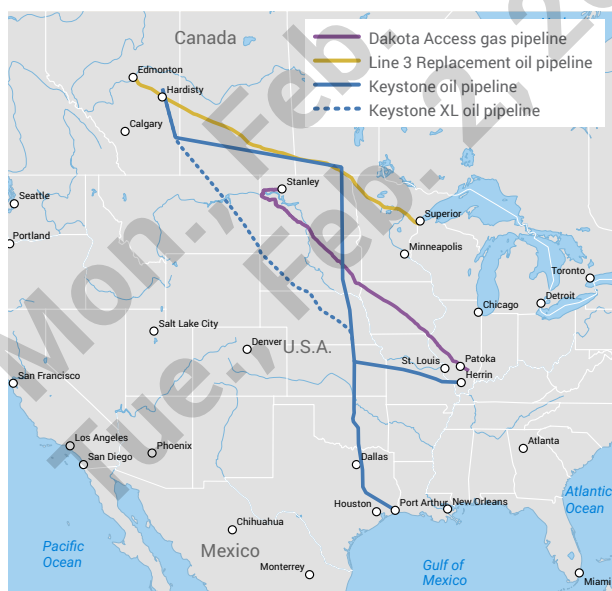 Canada
Dakota Access gas pipeline
Line 3 Replacement oil pipeline
Keystone oil pipeline
Keystone XL oil pipeline
Edmonton
Hardisty
Calgary
Stanley
Seattle
Superior
Portland
Minneapolis
Toronto
Detroit
Chicago
Salt Lake City
Denver
U.S.A.
St. Louis
Patoka
Herrin
San Francisco
Los Angeles
Phoenix
San Diego
Atlanta
Dallas
Atlantic
Ocean
Houston
Port Arthur
New Orleans
Chihuahua
Pacific
Ocean
Mexico
Monterrey
Gulf of
Mexico
Miami
Mon., Feb.
Tue., Feb. 2, 20